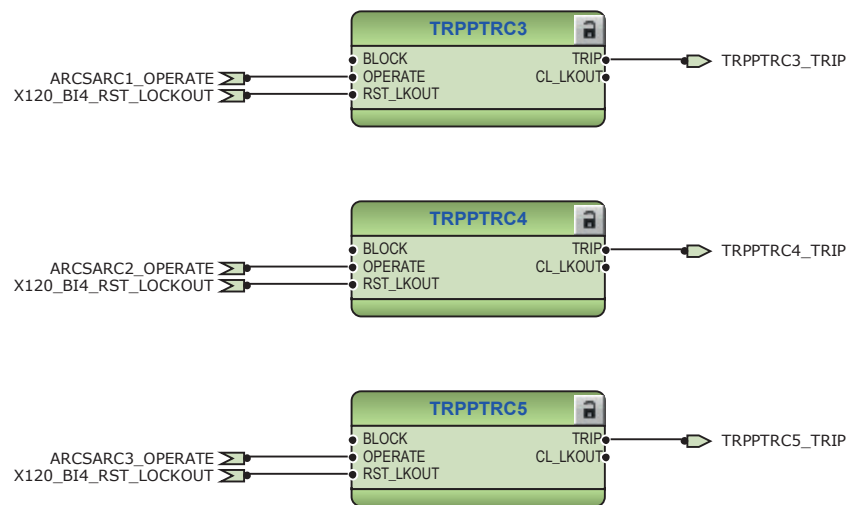 TRPPTRC3
BLOCK TRIP TRPPTRC3_TRIP
ARCSARC1_OPERATE OPERATE CL_LKOUT
X120_BI4_RST_LOCKOUT RST_LKOUT
TRPPTRC4
BLOCK TRIP TRPPTRC4_TRIP
ARCSARC2_OPERATE OPERATE CL_LKOUT
X120_BI4_RST_LOCKOUT RST_LKOUT
TRPPTRC5
BLOCK TRIP TRPPTRC5_TRIP
ARCSARC3_OPERATE OPERATE CL_LKOUT
X120_BI4_RST_LOCKOUT RST_LKOUT